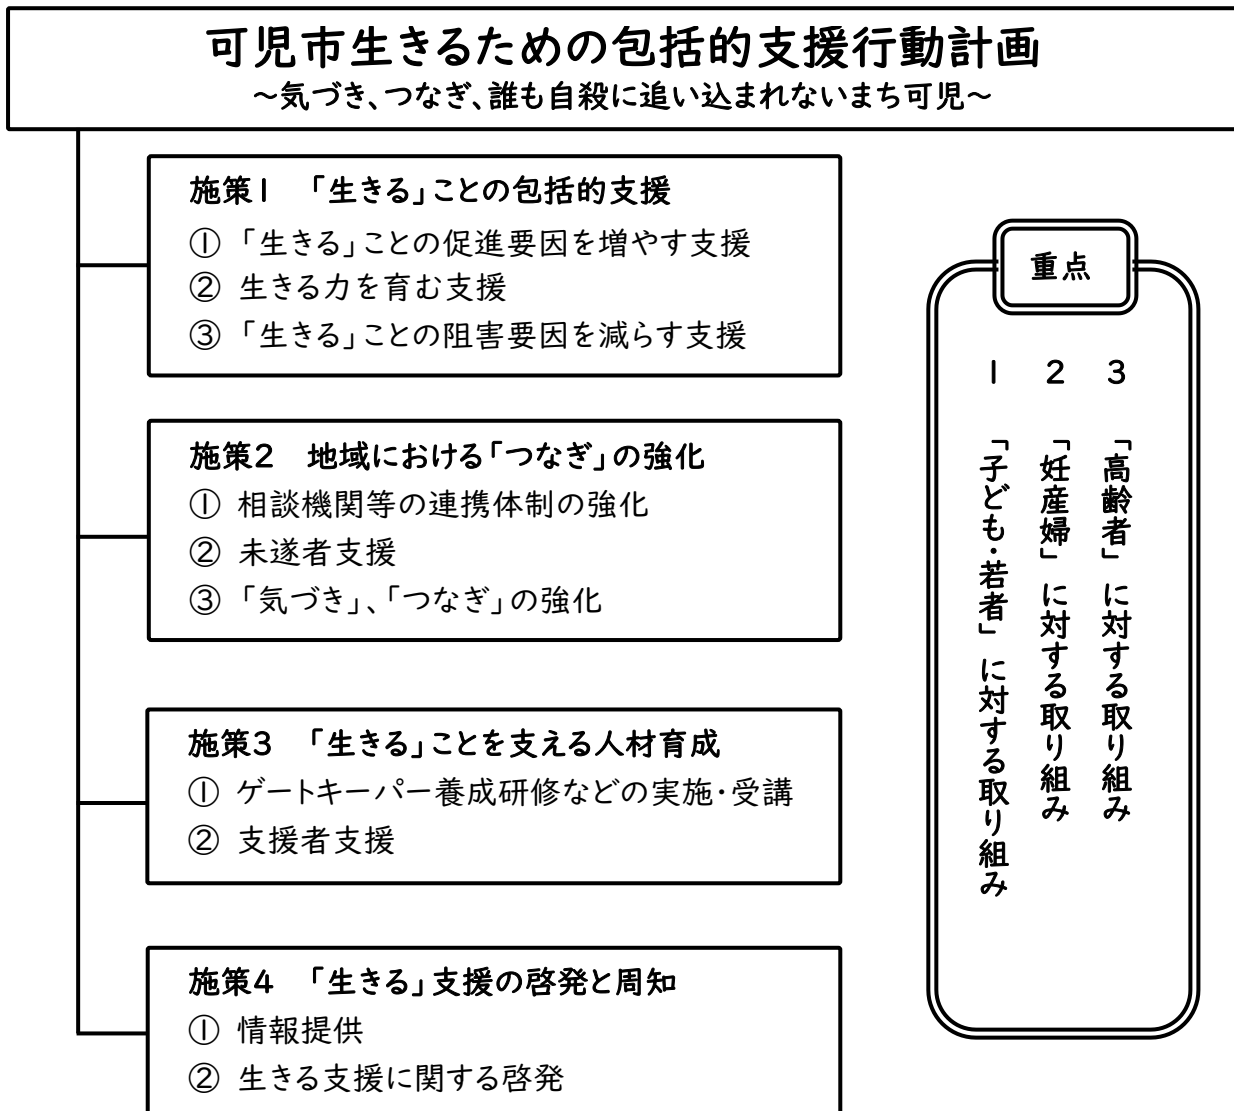 可児市生きるための包括的支援行動計画
～気づき、つなぎ、誰も自殺に追い込まれないまち可児～
施策1　「生きる」ことの包括的支援
① 「生きる」ことの促進要因を増やす支援
② 生きる力を育む支援
③ 「生きる」ことの阻害要因を減らす支援
施策2　地域における「つなぎ」の強化
① 相談機関等の連携体制の強化
② 未遂者支援
③ 「気づき」、「つなぎ」の強化
施策3　「生きる」ことを支える人材育成
① ゲートキーパー養成研修などの実施・受講
② 支援者支援
施策4　「生きる」支援の啓発と周知
① 情報提供
② 生きる支援に関する啓発
重点
1　「子ども・若者」に対する取り組み
2　「妊産婦」に対する取り組み
3　「高齢者」に対する取り組み